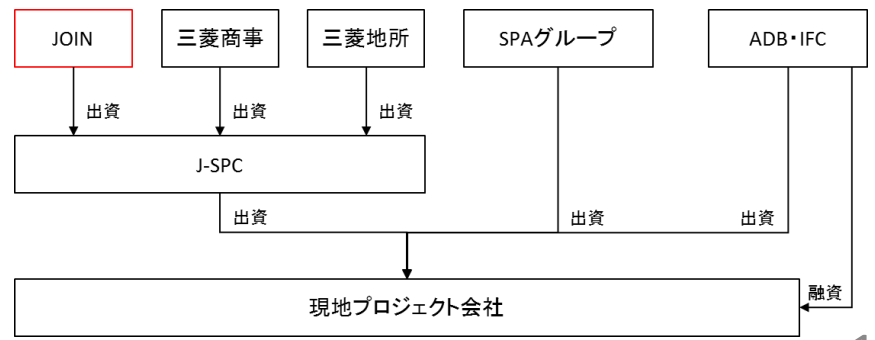 JOIN
三菱商事
三菱地所
SPAグループ
ADB・IFC
出資
出資
出資
J-SPC
出資
出資
出資
現地プロジェクト会社
融資